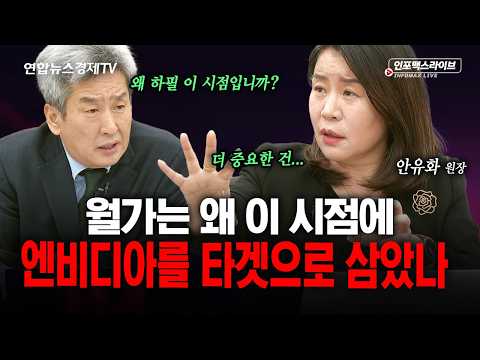 연합뉴스경제TV
인포맥스라이브
INFOMAX LIVE
왜 하필 이 시점입니까?
더 중요한 건...
안유화 원장
월가는 왜 이 시점에
엔비디아를 타겟으로 삼았나